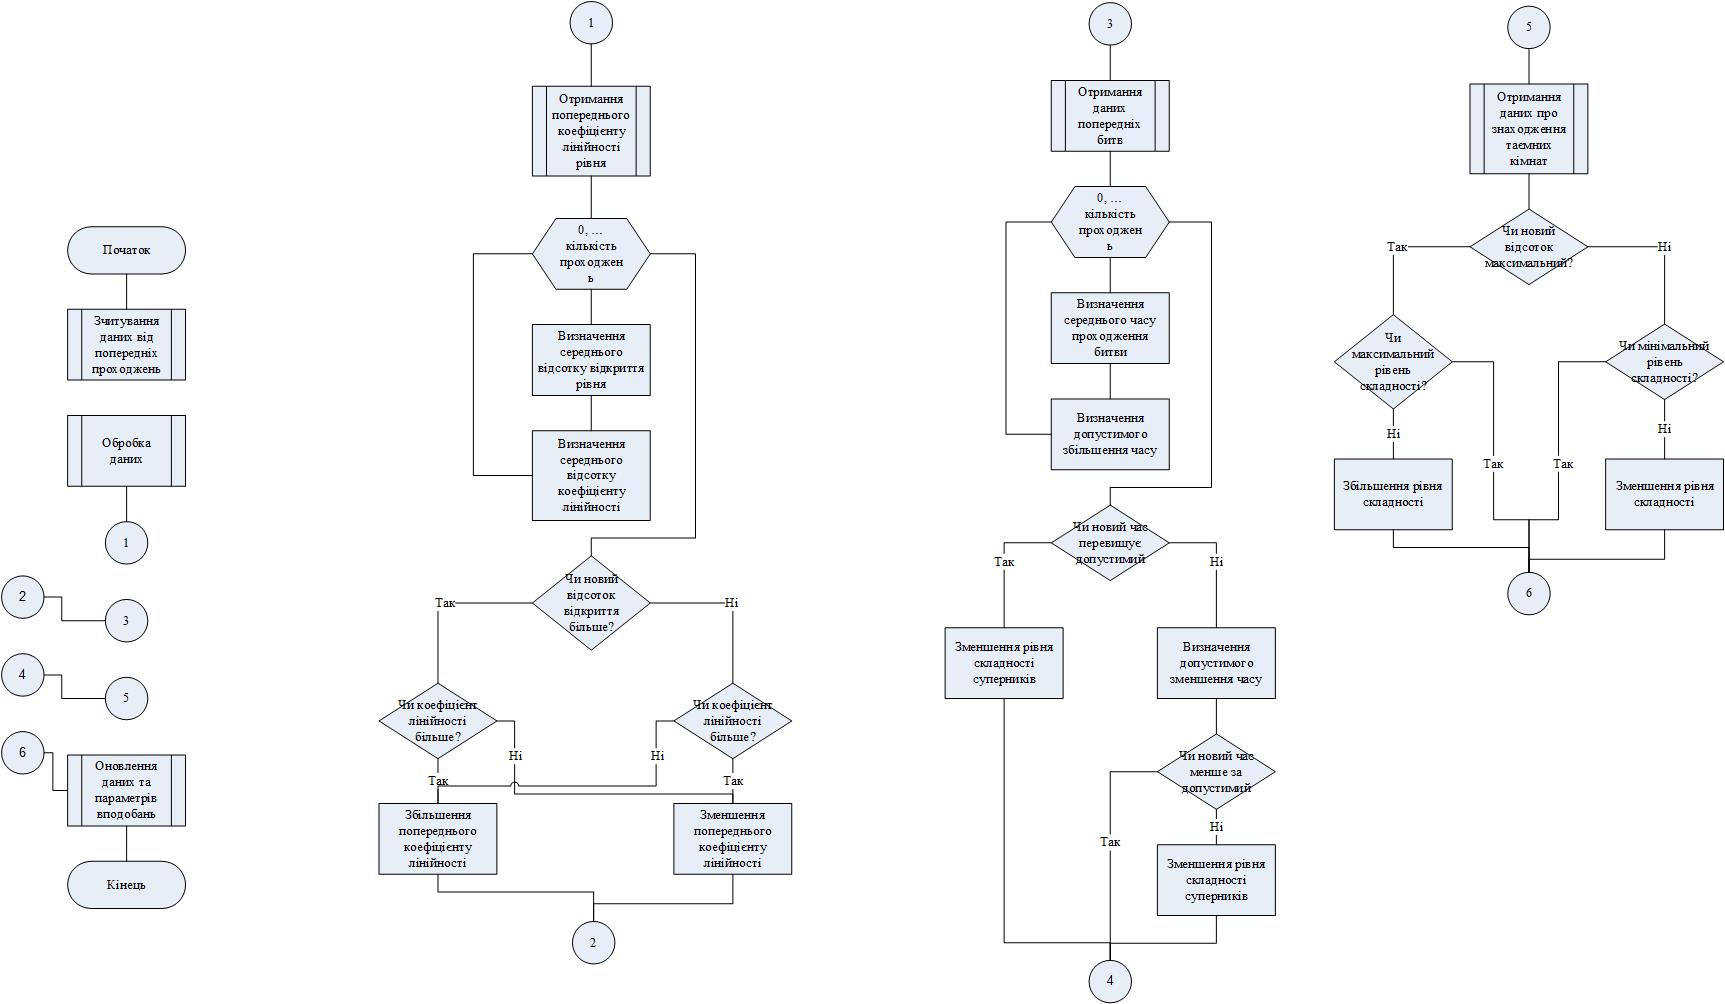 Початок
Зчитування
даних від
попередніх
проходжень
Обробка
даних
1
2
3
4
5
6
Оновлення
даних та
параметрів
вподобань
Кінець
1
Отримання
попереднього
коефіцієнту
лінійності
рівня
0, ...
кількість
проходжен
ь
Визначення
середнього
відсотку відкриття
рівня
Визначення
середнього
відсотку
коефіцієнту
лінійності
Чи новий
відсоток
відкриття
більше?
Так
Ні
Чи коефіцієнт
лінійності
більше?
Чи коефіцієнт
лінійності
більше?
Ні
Ні
Так
Так
Збільшення
попереднього
коефіцієнту
лінійності
Зменшення
попереднього
коефіцієнту
лінійності
2
3
Отримання
даних
попередніх
битв
0, ...
кількість
проходжен
ь
Визначення
середнього часу
проходження
битви
Визначення
допустимого
збільшення часу
Чи новий час
перевищує
допустимий
Так
Ні
Зменшення рівня
складності
суперників
Визначення
допустимого
зменшення часу
Чи новий час
менше за
допустимий
Так
Ні
Зменшення рівня
складності
суперників
4
5
Отримання
даних про
знаходження
таємних
кімнат
Чи новий
відсоток
максимальний?
Так
Ні
Чи
максимальний
рівень
складності?
Чи мінімальний
рівень
складності?
Ні
Ні
Так
Так
Збільшення рівня
складності
Зменшення рівня
складності
6